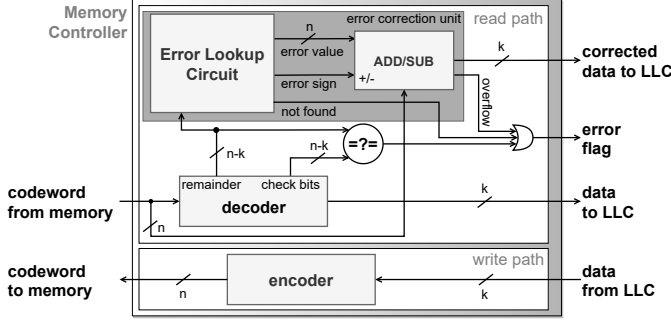 Memory
Controller
n
error correction unit
read path
Error Lookup
Circuit
error value
ADD/SUB
k
corrected
data to LLC
error sign
+/-
overflow
not found
error
flag
n-k
n-k
=?=
remainder
check bits
codeword
from memory
decoder
k
data
to LLC
n
write path
codeword
to memory
encoder
data
from LLC
n
k